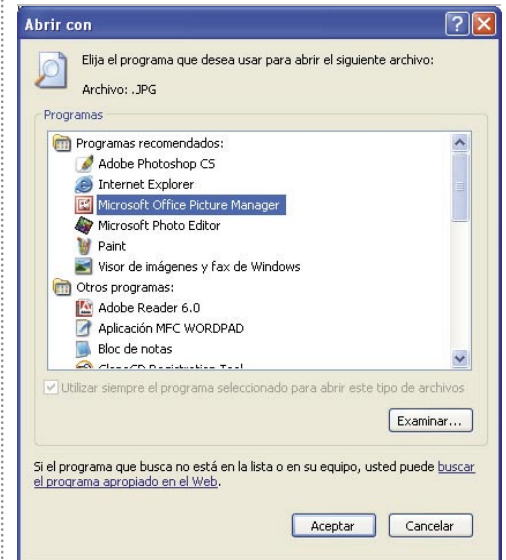 Abrir con
Elija el programa que desea usar para abrir el siguiente archivo:
Archivo: .JPG
Programas
Programas recomendados:
Adobe Photoshop CS
Internet Explorer
Microsoft Office Picture Manager
Microsoft Photo Editor
Paint
Visor de imágenes y fax de Windows
Otros programas:
Adobe Reader 6.0
Aplicación MFC WORDPAD
Bloc de notas
Utilizar siempre el programa seleccionado para abrir este tipo de archivos
Examinar...
Si el programa que busca no está en la lista o en su equipo, usted puede buscar
el programa apropiado en el Web.
Aceptar
Cancelar